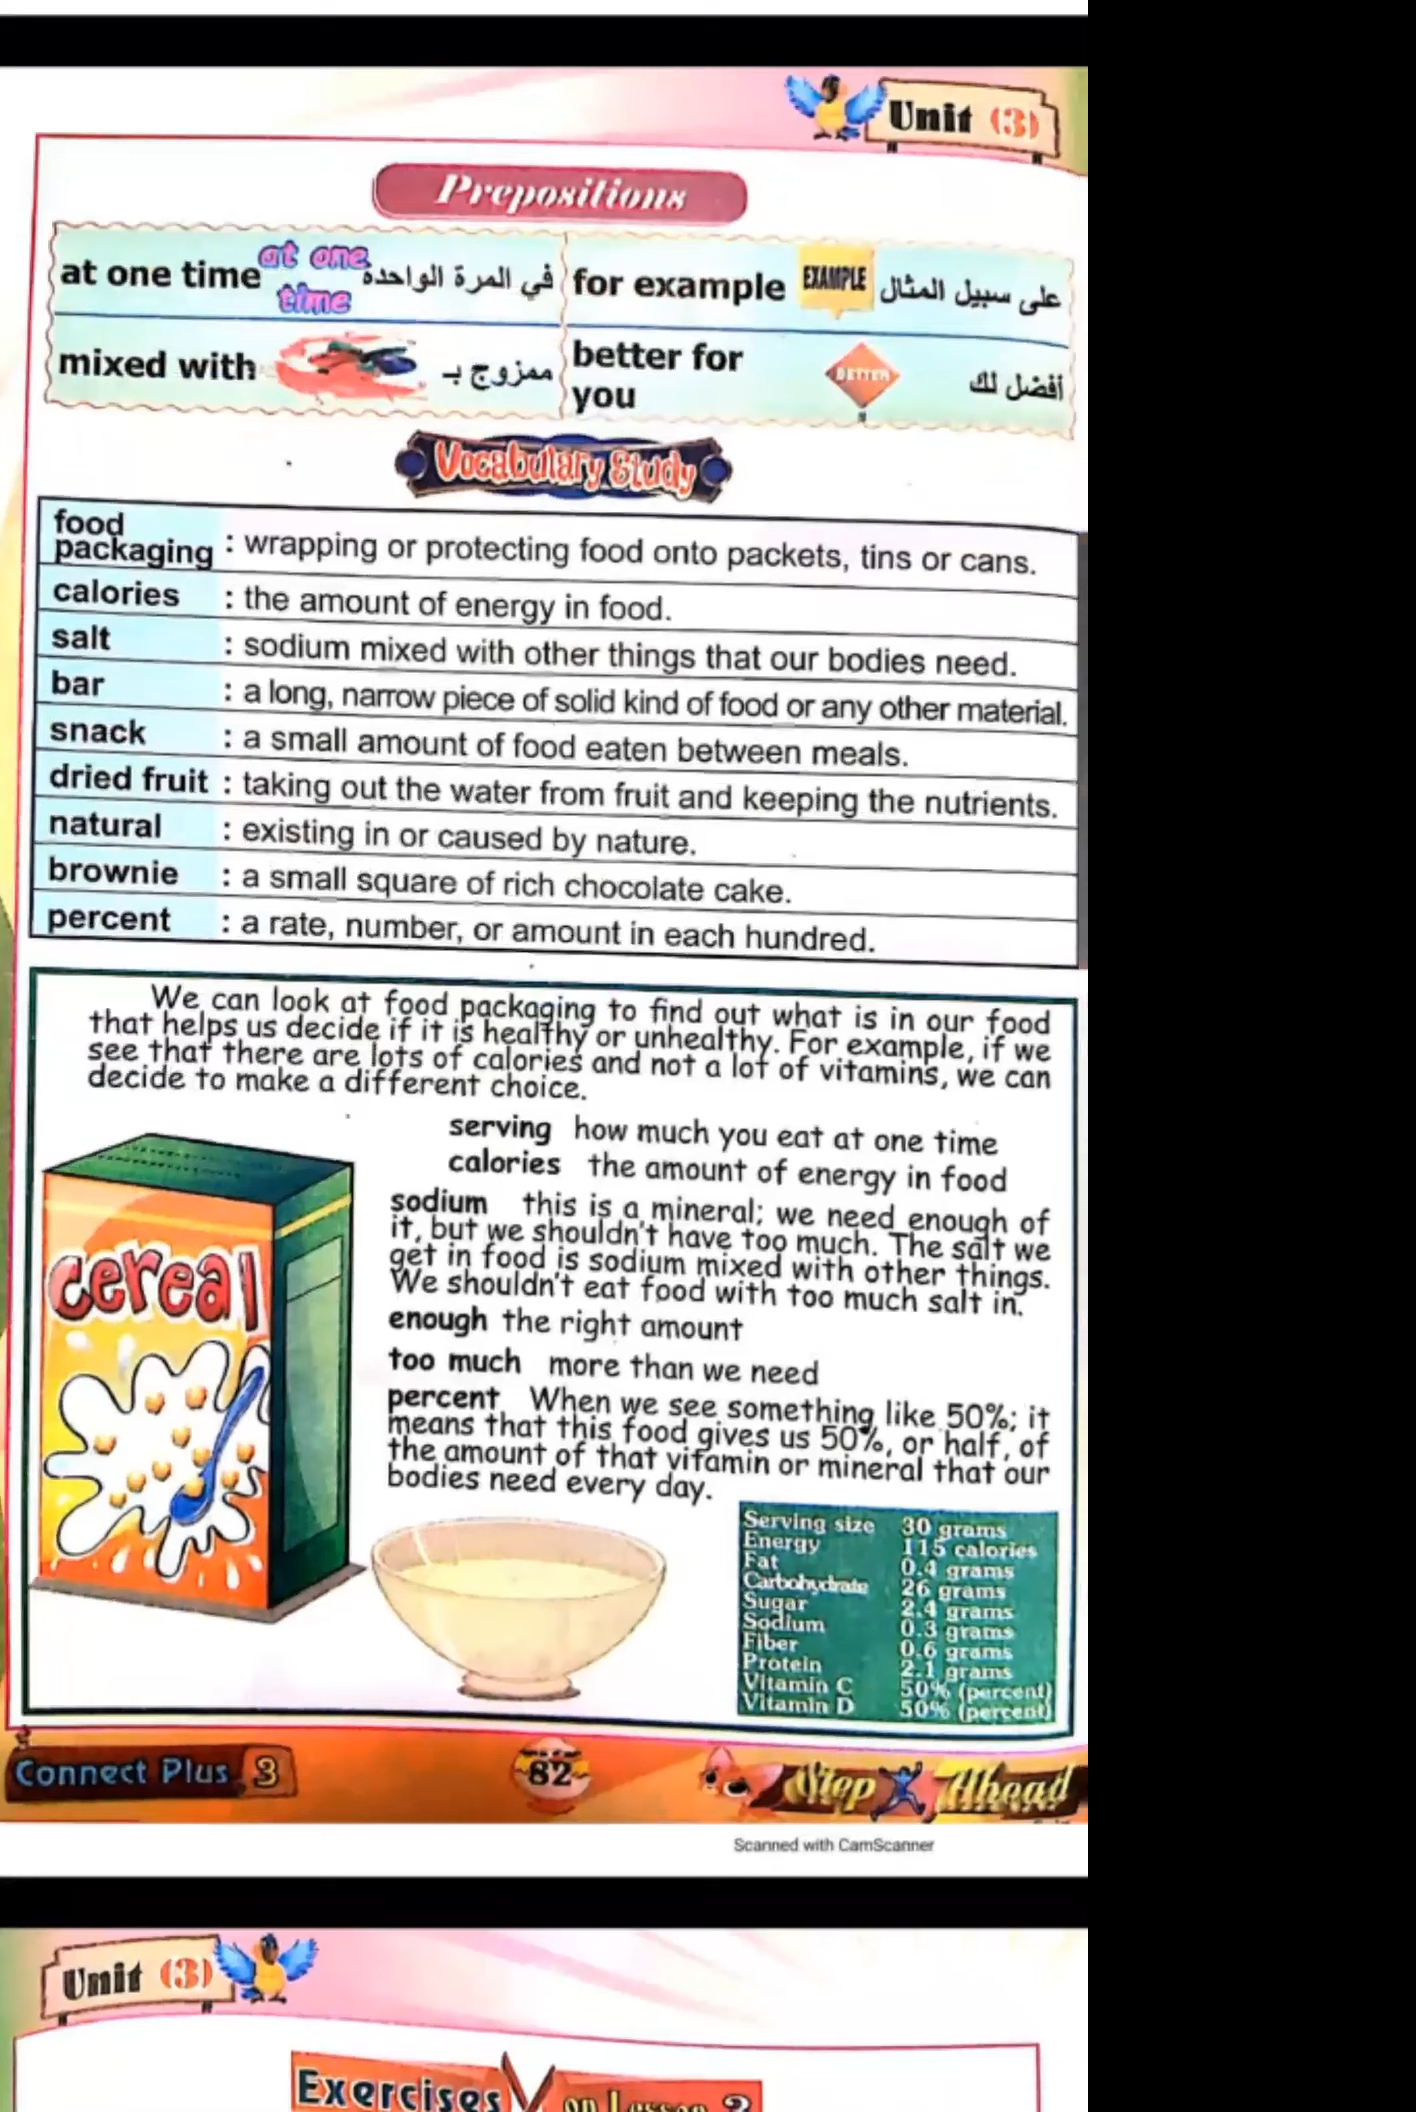 Unit (3)
Prepositions
at one time at one time في المرة الواحدة
for example EXAMPLE على سبيل المثال
mixed with ممزوج بـ
better for you BETTER أفضل لك
Vocabulary Study
food packaging : wrapping or protecting food onto packets, tins or cans.
calories : the amount of energy in food.
salt : sodium mixed with other things that our bodies need.
bar : a long, narrow piece of solid kind of food or any other material.
snack : a small amount of food eaten between meals.
dried fruit : taking out the water from fruit and keeping the nutrients.
natural : existing in or caused by nature.
brownie : a small square of rich chocolate cake.
percent : a rate, number, or amount in each hundred.
We can look at food packaging to find out what is in our food
that helps us decide if it is healthy or unhealthy. For example, if we
see that there are lots of calories and not a lot of vitamins, we can
decide to make a different choice.
serving how much you eat at one time
calories the amount of energy in food
sodium this is a mineral; we need enough of
it, but we shouldn't have too much. The salt we
get in food is sodium mixed with other things.
We shouldn't eat food with too much salt in.
enough the right amount
too much more than we need
percent When we see something like 50%; it
means that this food gives us 50%, or half, of
the amount of that vitamin or mineral that our
bodies need every day.
cereal
Serving size 30 grams
Energy 115 calories
Fat 0.4 grams
Carbohydrate 26 grams
Sugar 2.4 grams
Sodium 0.3 grams
Fiber 0.6 grams
Protein 2.1 grams
Vitamin C 50% (percent)
Vitamin D 50% (percent)
Connect Plus 3
82
Step Ahead
Scanned with CamScanner
Unit (3)
Exercises on Lesson 3